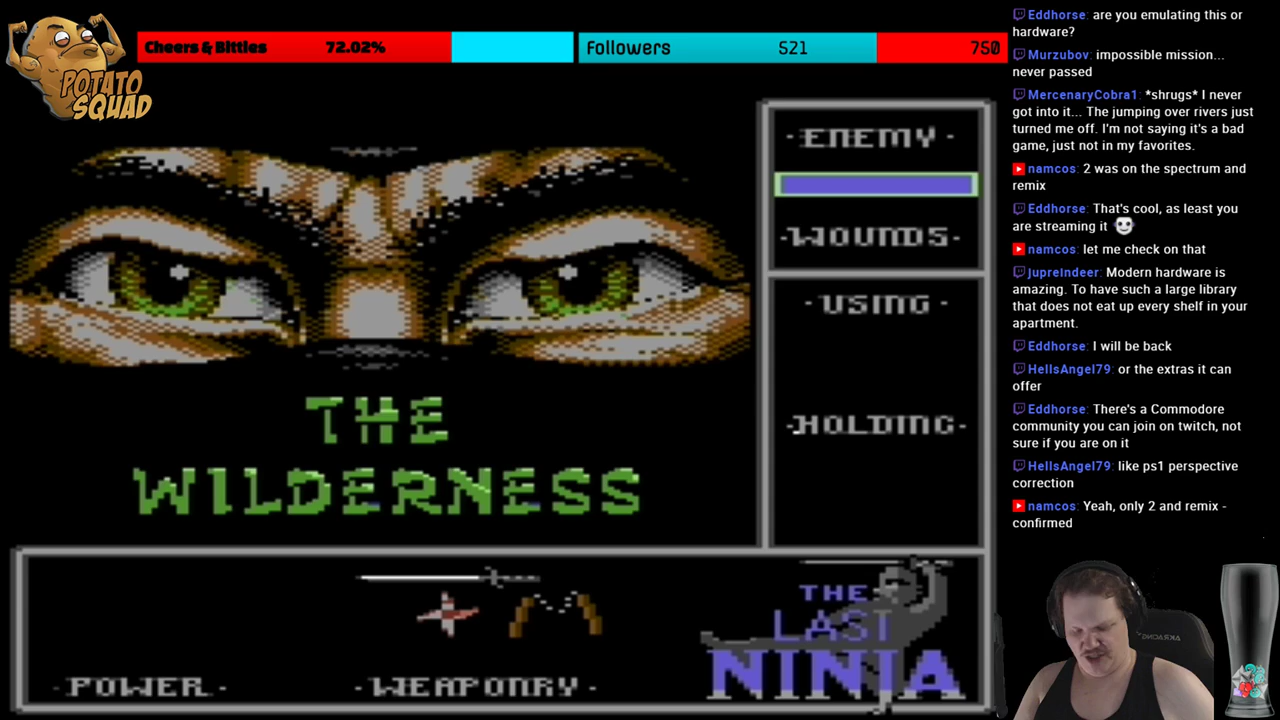 POTATO
SQUAD
Cheers & Bitties 72.02%
Followers 521 750
Eddhorse: are you emulating this or
hardware?
Murzubov: impossible mission...
never passed
MercenaryCobra1: *shrugs* I never
got into it... The jumping over rivers just
turned me off. I'm not saying it's a bad
game, just not in my favorites.
namcos: 2 was on the spectrum and
remix
Eddhorse: That's cool, as least you
are streaming it
namcos: let me check on that
jupreindeer: Modern hardware is
amazing. To have such a large library
that does not eat up every shelf in your
apartment.
Eddhorse: I will be back
HellsAngel79: or the extras it can
offer
Eddhorse: There's a Commodore
community you can join on twitch, not
sure if you are on it
HellsAngel79: like ps1 perspective
correction
namcos: Yeah, only 2 and remix -
confirmed
·ENEMY·
·WOUNDS·
·USING·
·HOLDING·
THE
WILDERNESS
·POWER·
·WEAPONRY·
THE
LAST
NINJA
AKRACING